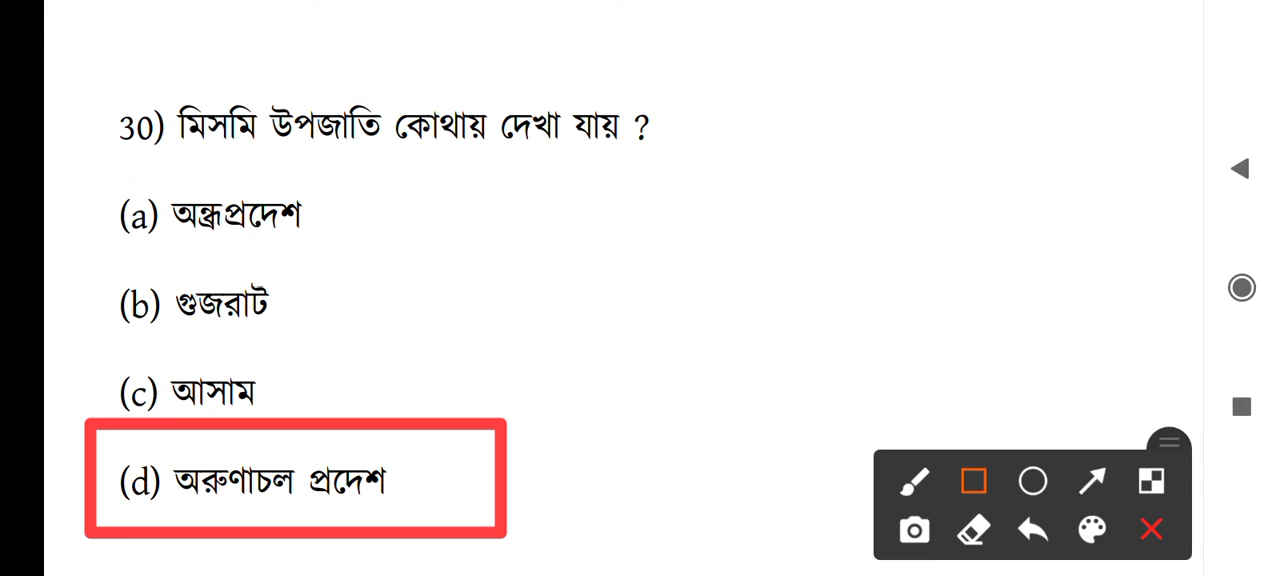 30) মিসমি উপজাতি কোথায় দেখা যায় ?
(a) অন্ধ্রপ্রদেশ
(b) গুজরাট
(c) আসাম
(d) অরুণাচল প্রদেশ